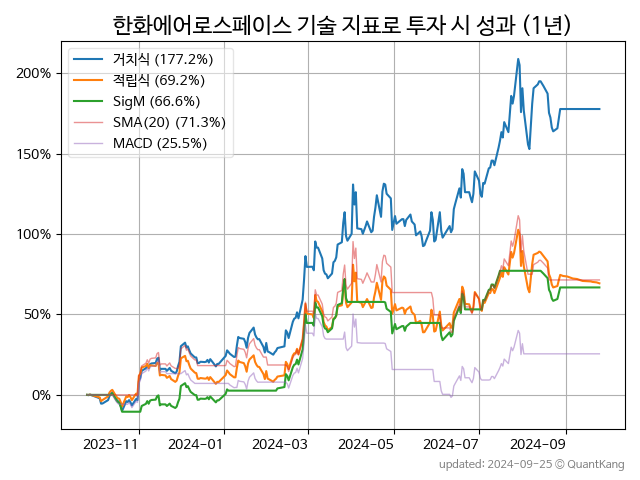 한화에어로스페이스 기술 지표로 투자 시 성과 (1년)
거치식 (177.2%)
적립식 (69.2%)
SigM (66.6%)
SMA(20) (71.3%)
MACD (25.5%)
200%
150%
100%
50%
0%
2023-11 2024-01 2024-03 2024-05 2024-07 2024-09
updated: 2024-09-25 © QuantKang